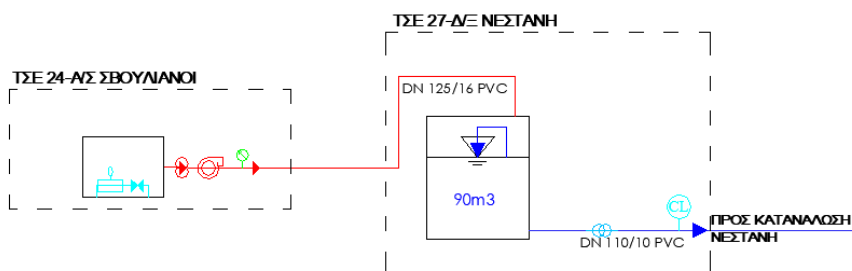 ΤΣΕ 27-Δ/Ξ ΝΕΣΤΑΝΗ
ΤΣΕ 24-Α/Σ ΣΒΟΥΛΙΑΝΟΙ
DN 125/16 PVC
90m3
CL
ΠΡΟΣ ΚΑΤΑΝΑΛΩΣΗ
ΝΕΣΤΑΝΗ
DN 110/10 PVC